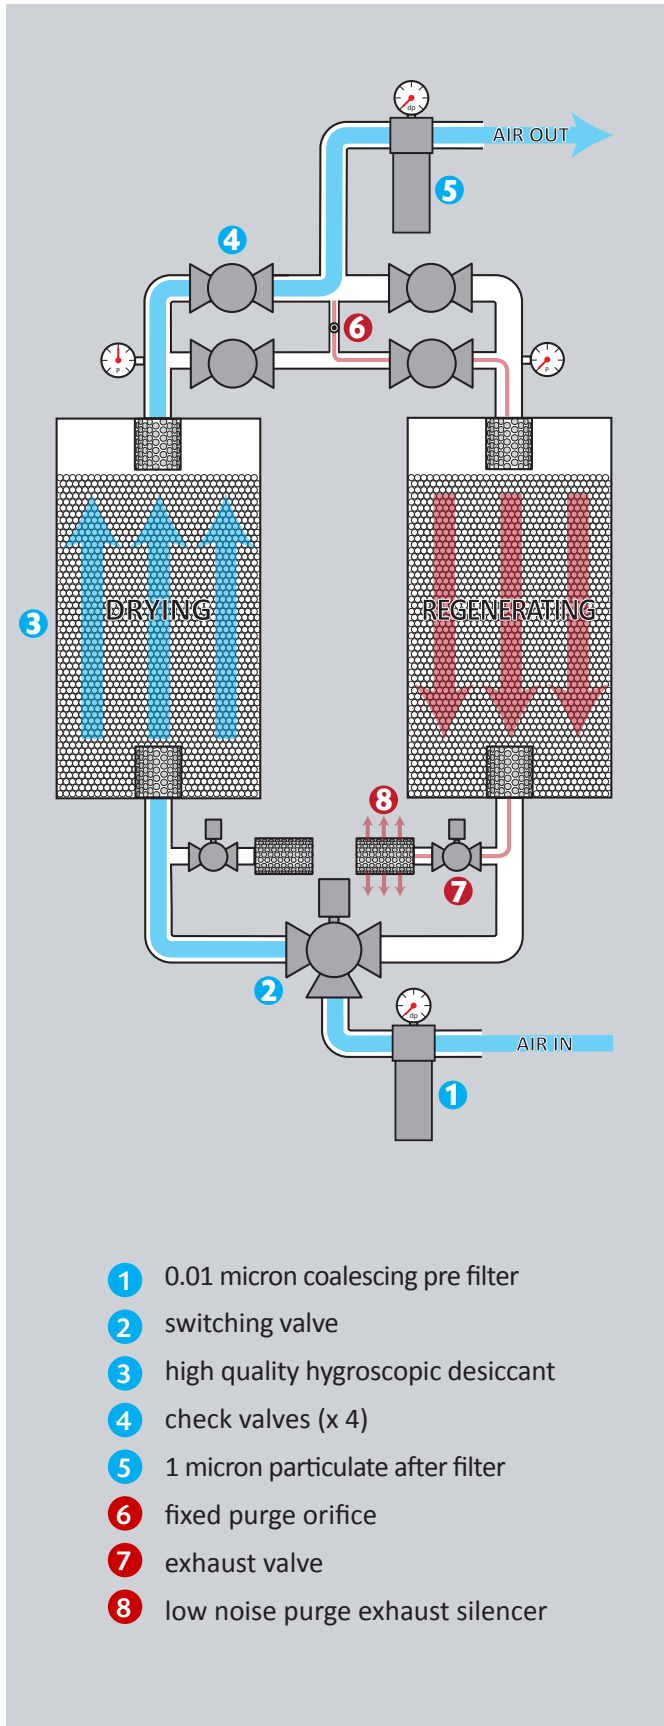 dp
AIR OUT
5
4
6
P
P
DRYING
REGENERATING
3
8
7
2
dp
AIR IN
1
1 0.01 micron coalescing pre filter
2 switching valve
3 high quality hygroscopic desiccant
4 check valves (x 4)
5 1 micron particulate after filter
6 fixed purge orifice
7 exhaust valve
8 low noise purge exhaust silencer